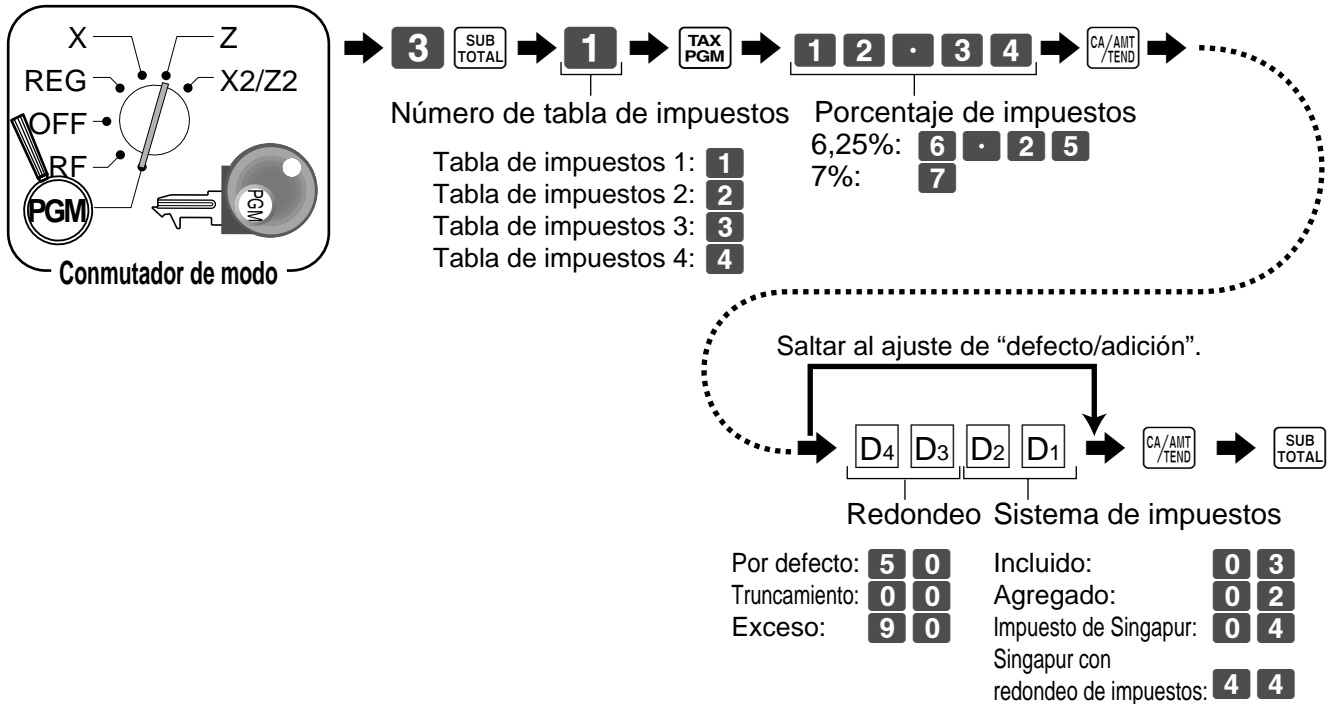 X
Z
REG
X2/Z2
OFF
RF
PGM
PGM
Conmutador de modo
3 SUB TOTAL 1 TAX PGM 1 2 · 3 4 CA/AMT /TEND
Número de tabla de impuestos
Tabla de impuestos 1: 1
Tabla de impuestos 2: 2
Tabla de impuestos 3: 3
Tabla de impuestos 4: 4
Porcentaje de impuestos
6,25%: 6 · 2 5
7%: 7
Saltar al ajuste de “defecto/adición”.
D4 D3 D2 D1 CA/AMT /TEND SUB TOTAL
Redondeo
Por defecto: 5 0
Truncamiento: 0 0
Exceso: 9 0
Sistema de impuestos
Incluido: 0 3
Agregado: 0 2
Impuesto de Singapur: 0 4
Singapur con
redondeo de impuestos: 4 4